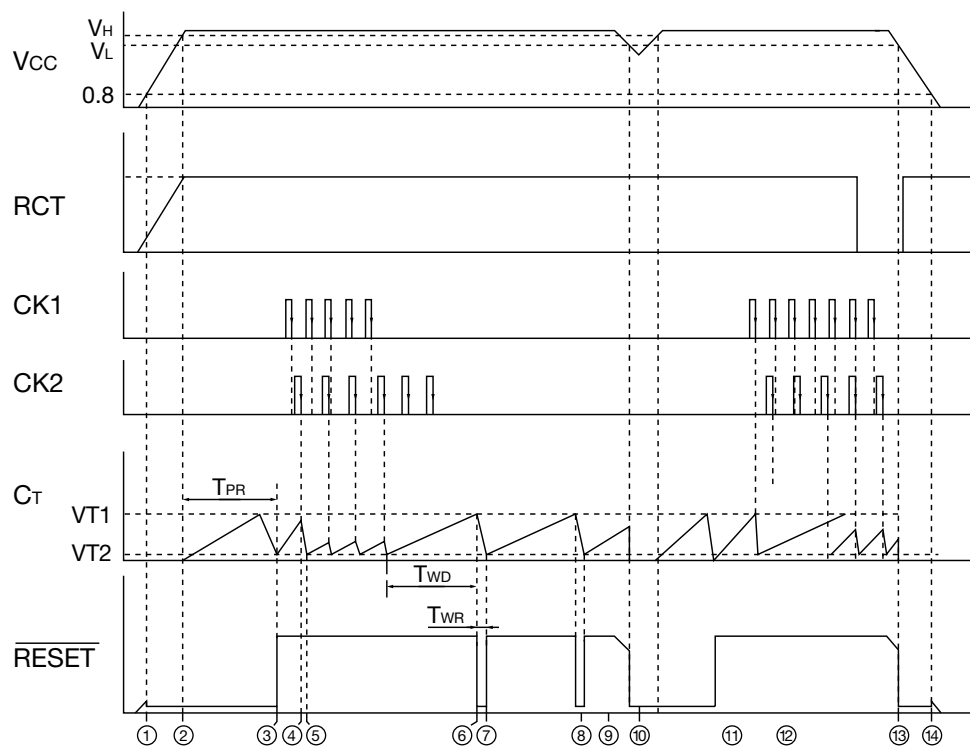 VH
VL
VCC
0.8
RCT
CK1
CK2
TPR
CT
VT1
VT2
TWD
TWR
RESET
① ② ③ ④ ⑤ ⑥ ⑦ ⑧ ⑨ ⑩ ⑪ ⑫ ⑬ ⑭